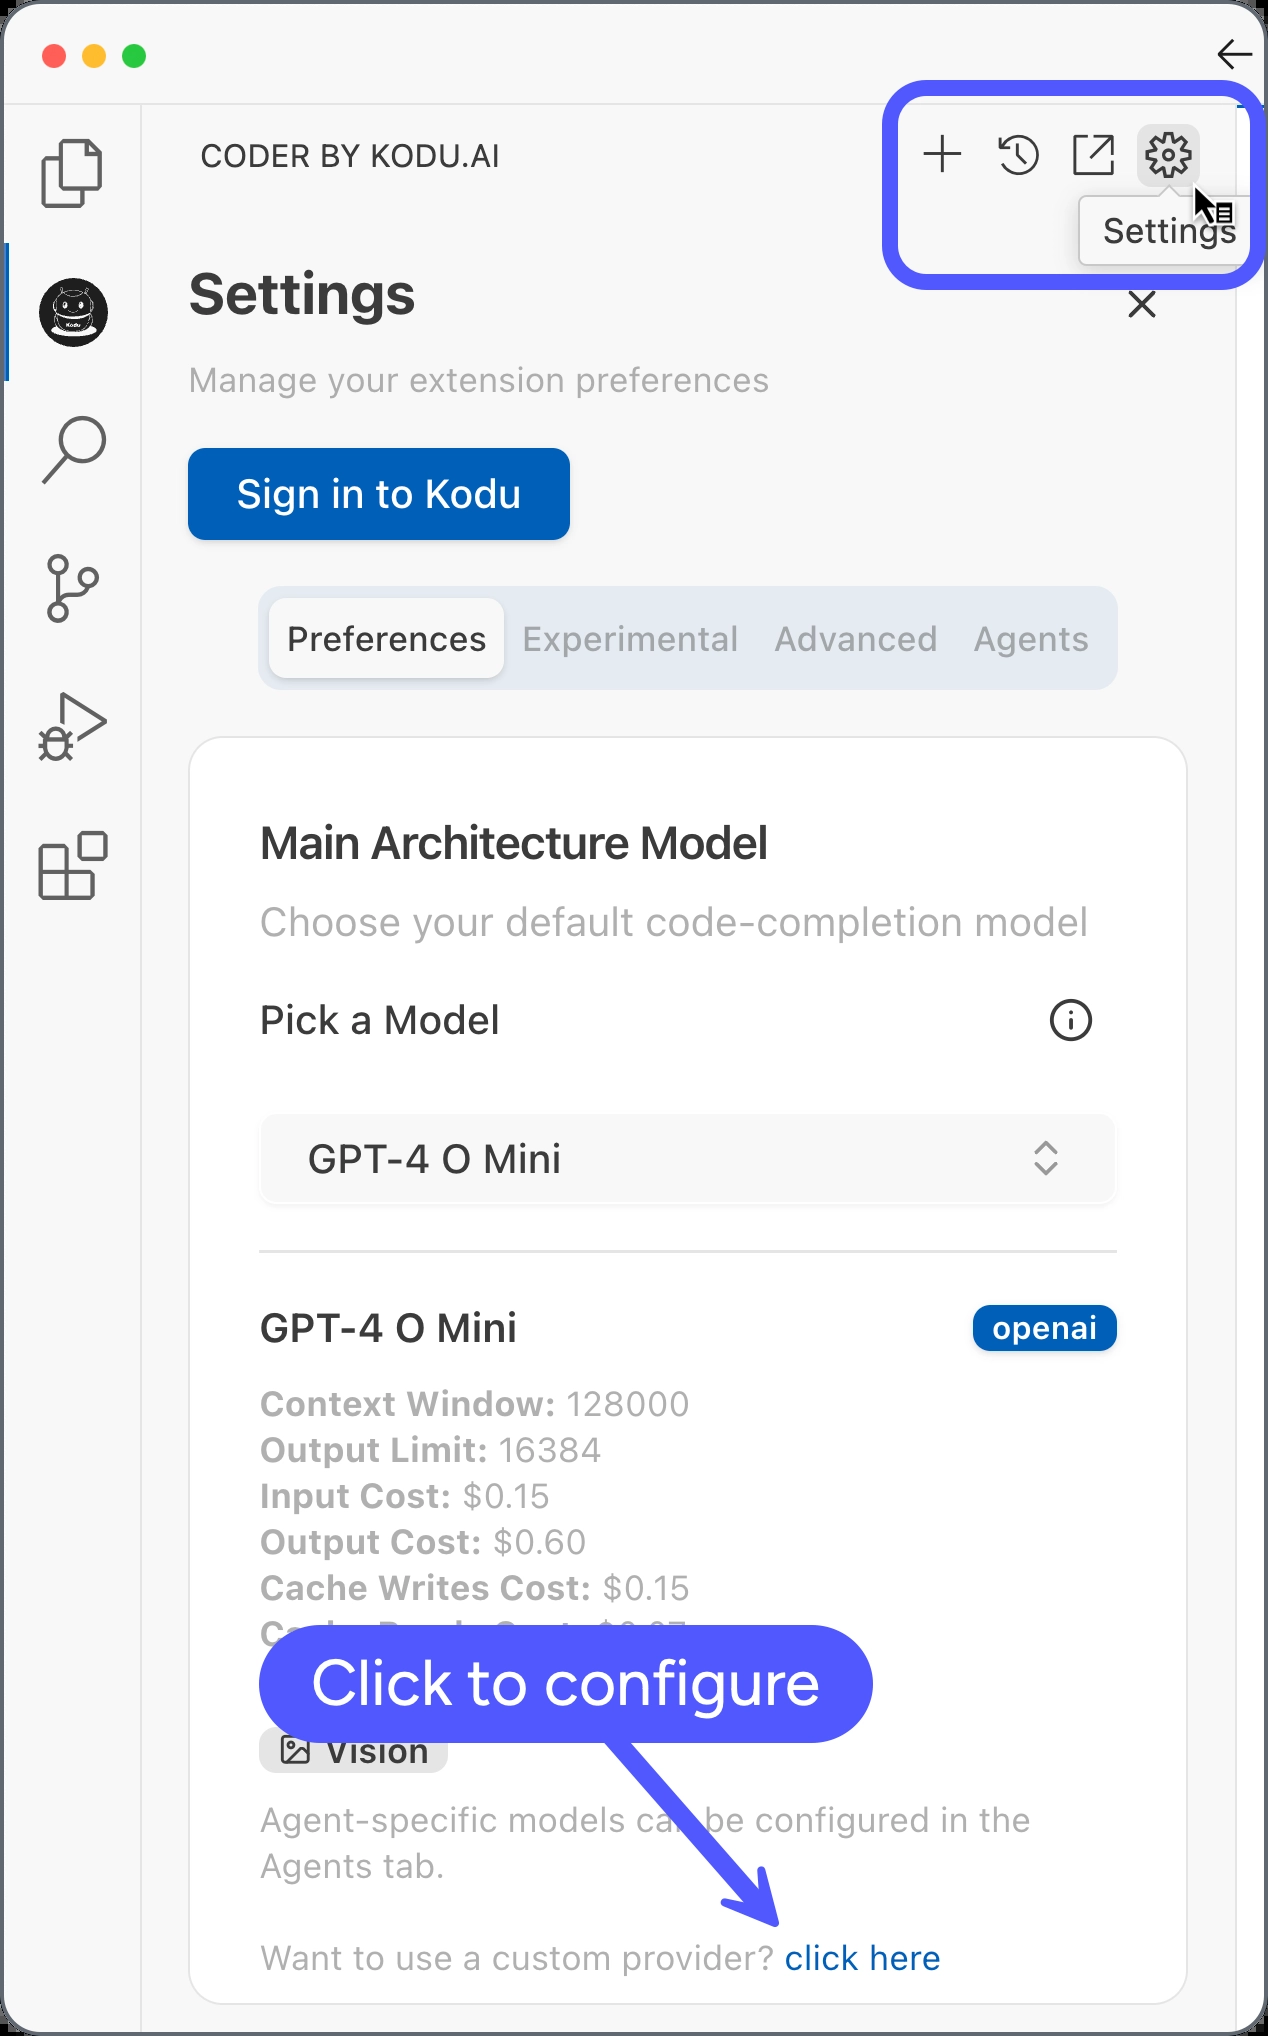 CODER BY KODU.AI
Settings
Settings
Manage your extension preferences
Sign in to Kodu
Preferences Experimental Advanced Agents
Main Architecture Model
Choose your default code-completion model
Pick a Model
GPT-4 O Mini
GPT-4 O Mini openai
Context Window: 128000
Output Limit: 16384
Input Cost: $0.15
Output Cost: $0.60
Cache Writes Cost: $0.15
Click to configure
Vision
Agent-specific models can be configured in the
Agents tab.
Want to use a custom provider? click here